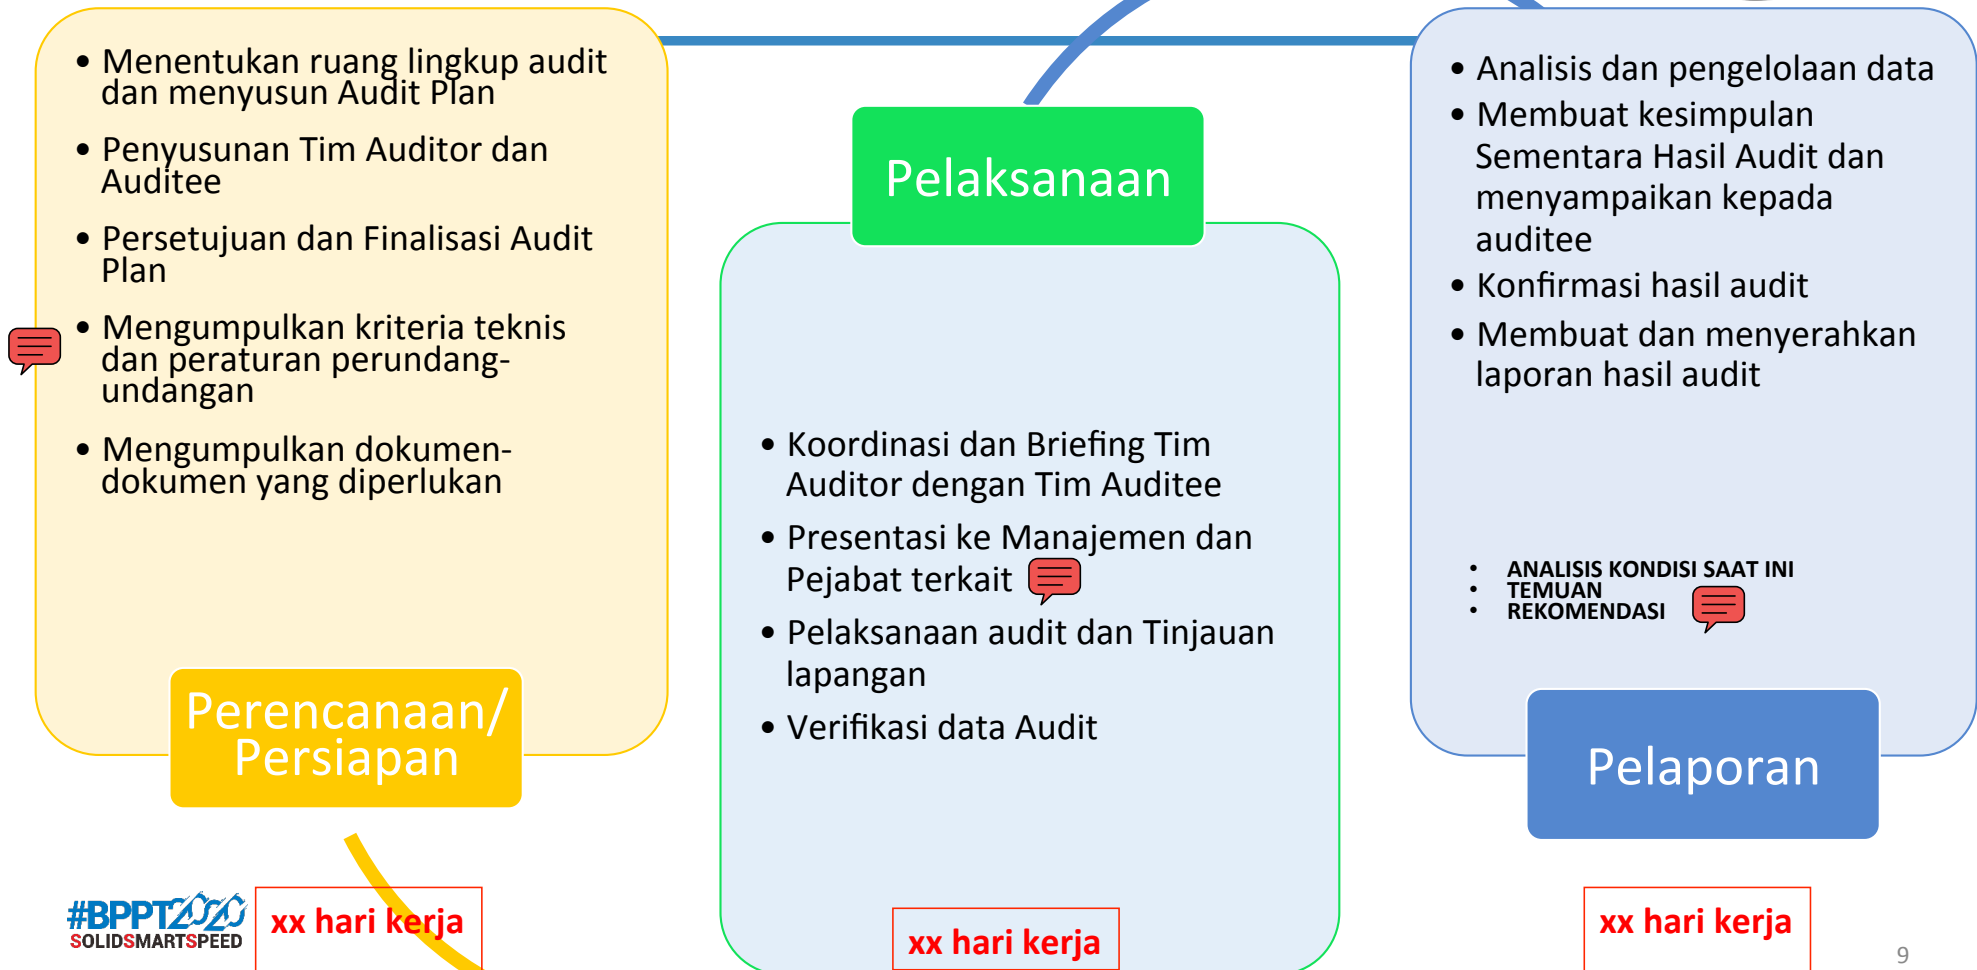 • Menentukan ruang lingkup audit
dan menyusun Audit Plan
• Penyusunan Tim Auditor dan
Auditee
• Persetujuan dan Finalisasi Audit
Plan
• Mengumpulkan kriteria teknis
dan peraturan perundang-
undangan
• Mengumpulkan dokumen-
dokumen yang diperlukan
Perencanaan/
Persiapan
xx hari kerja
Pelaksanaan
• Koordinasi dan Briefing Tim
Auditor dengan Tim Auditee
• Presentasi ke Manajemen dan
Pejabat terkait
• Pelaksanaan audit dan Tinjauan
lapangan
• Verifikasi data Audit
xx hari kerja
• Analisis dan pengelolaan data
• Membuat kesimpulan
Sementara Hasil Audit dan
menyampaikan kepada
auditee
• Konfirmasi hasil audit
• Membuat dan menyerahkan
laporan hasil audit
• ANALISIS KONDISI SAAT INI
• TEMUAN
• REKOMENDASI
Pelaporan
xx hari kerja
#BPPT2020
SOLIDSMARTSPEED
9